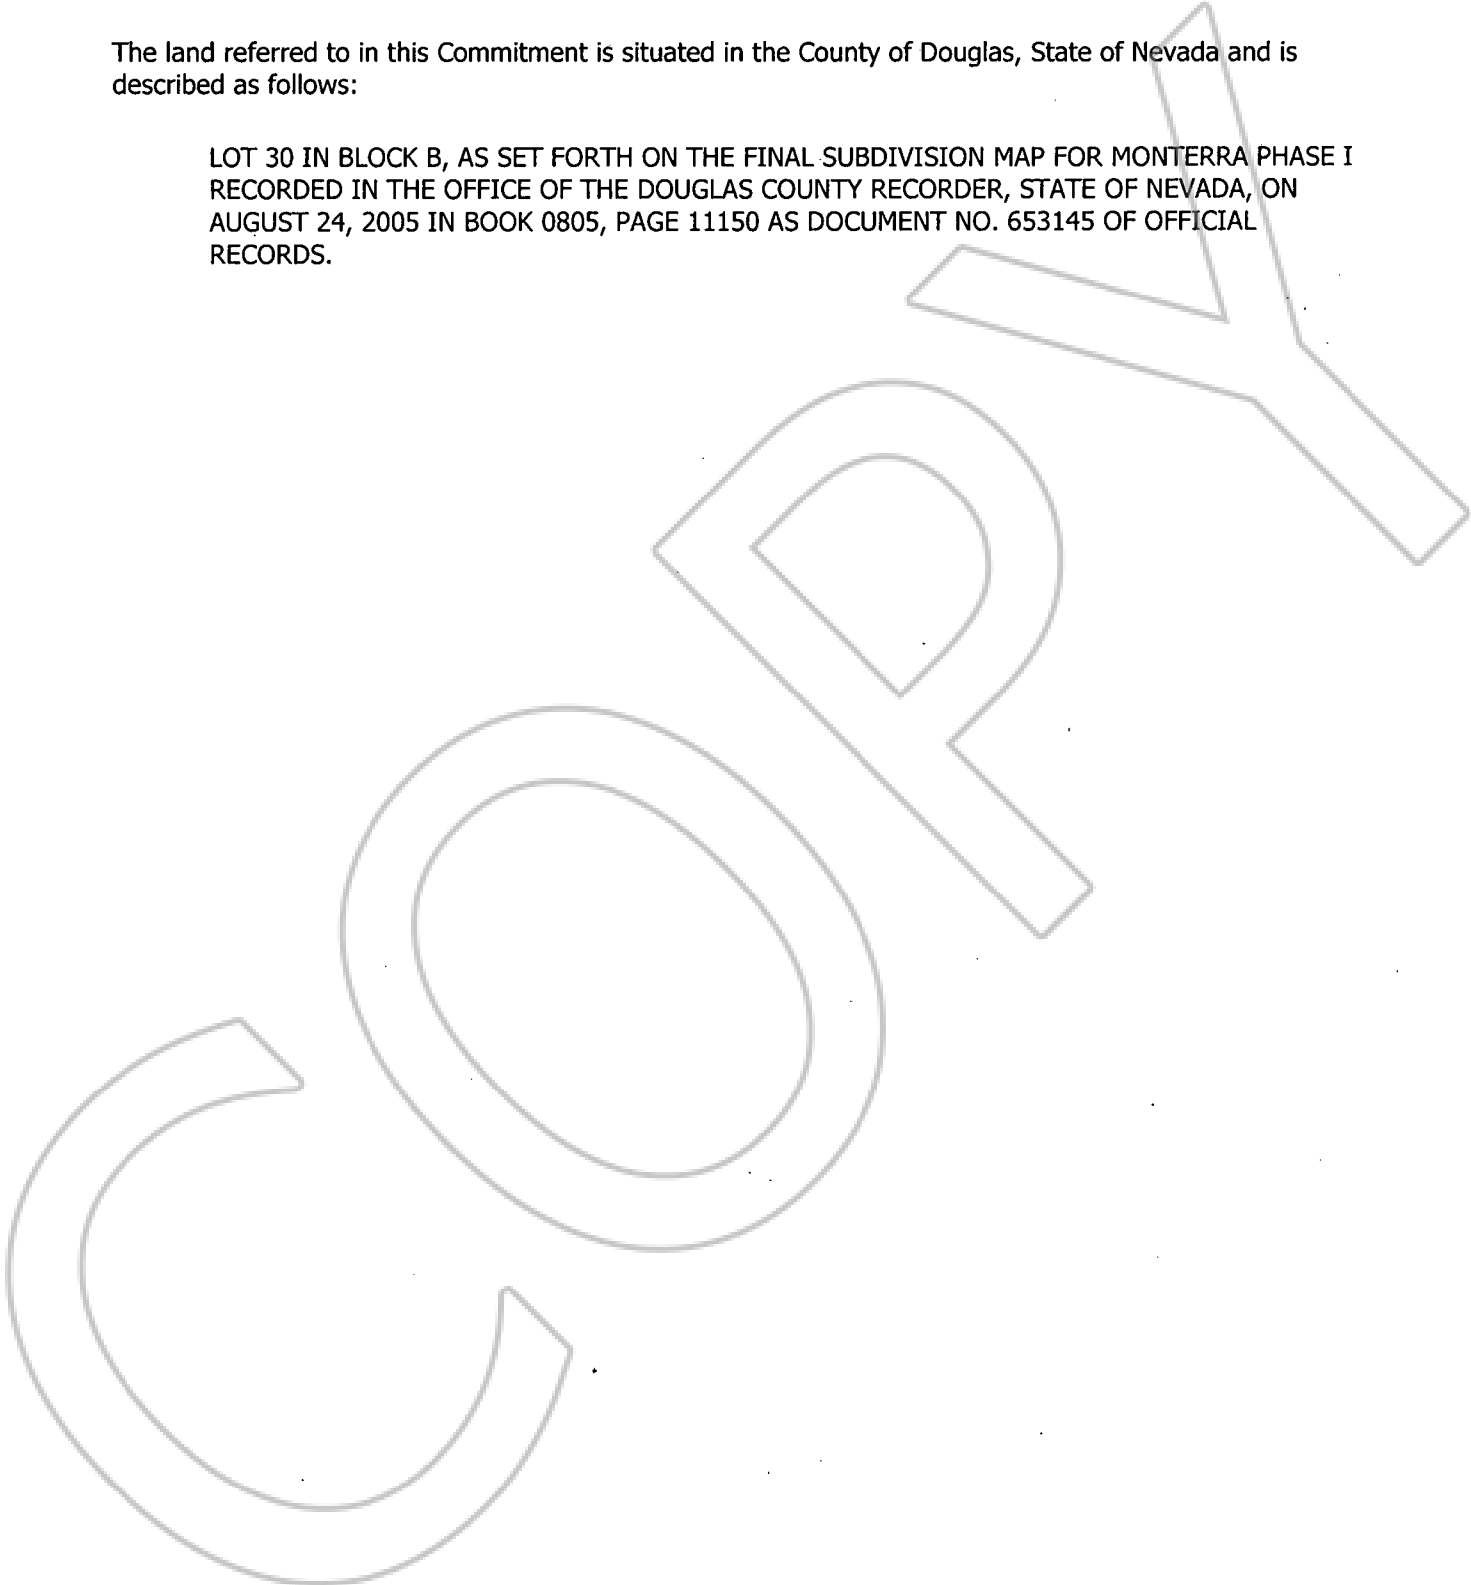 The land referred to in this Commitment is situated in the County of Douglas, State of Nevada and is
described as follows:
LOT 30 IN BLOCK B, AS SET FORTH ON THE FINAL SUBDIVISION MAP FOR MONTERRA PHASE I
RECORDED IN THE OFFICE OF THE DOUGLAS COUNTY RECORDER, STATE OF NEVADA, ON
AUGUST 24, 2005 IN BOOK 0805, PAGE 11150 AS DOCUMENT NO. 653145 OF OFFICIAL
RECORDS.
COPY